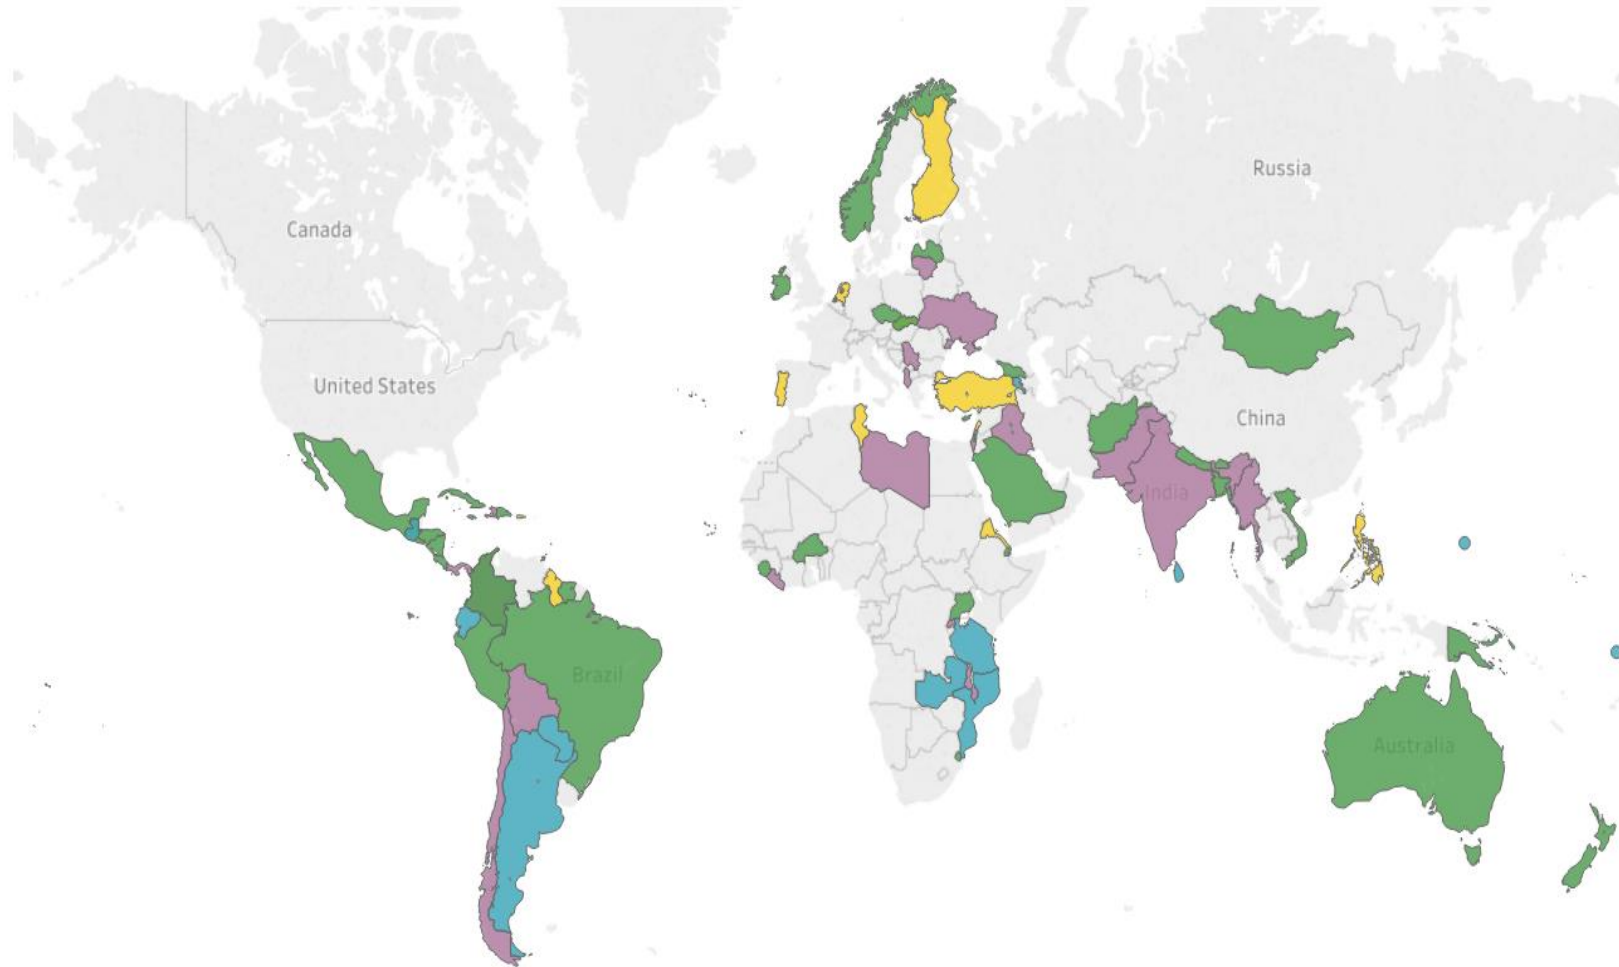 Russia
Canada
United States
China
India
Brazil
Australia